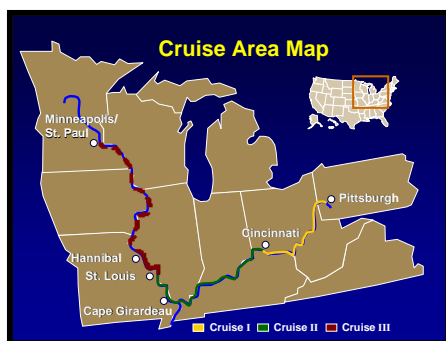 Cruise Area Map
Minneapolis/
St. Paul
Pittsburgh
Cincinnati
Hannibal
St. Louis
Cape Girardeau
Cruise I
Cruise II
Cruise III